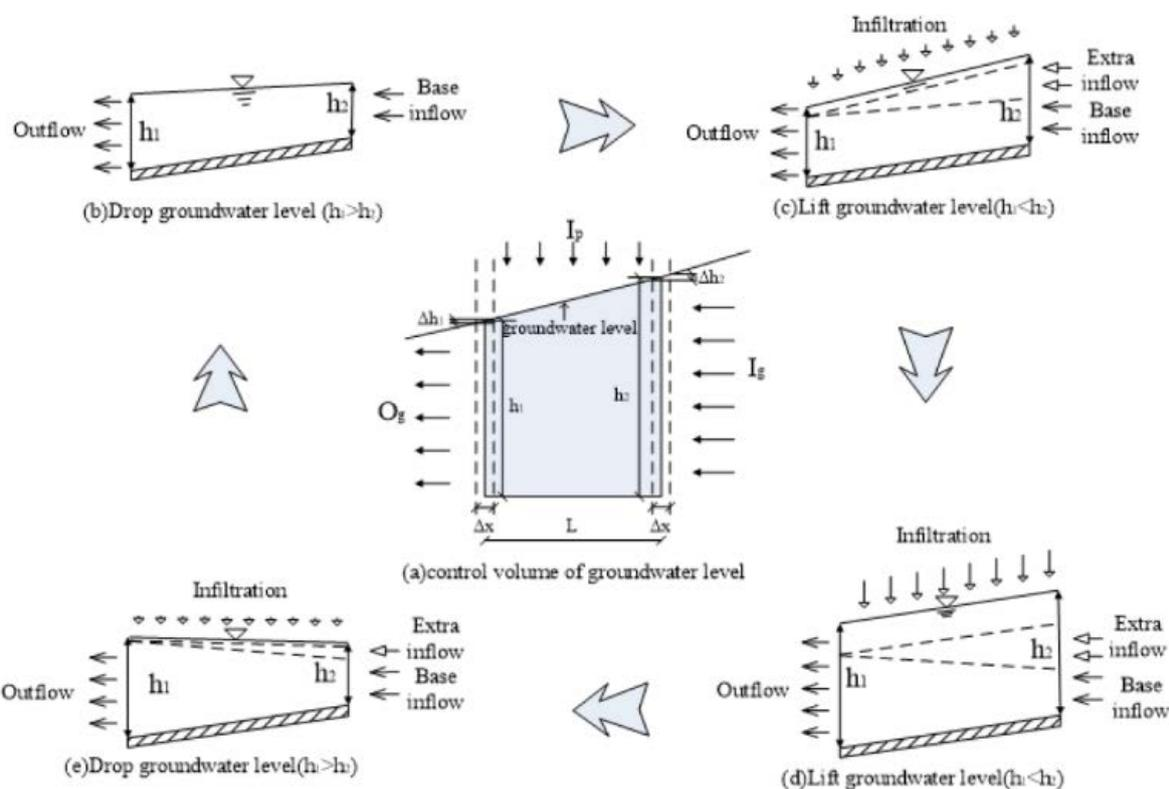 Outflow
h₁
h₂
Base
inflow
(b)Drop groundwater level (h₁>h₂)
Infiltration
Outflow
h₁
h₂
Extra
inflow
Base
inflow
(c)Lift groundwater level(h₁<h₂)
Iₚ
Δh₁
Δh₂
groundwater level
O₉
h₁
h₂
I₉
Δx
L
Δx
(a)control volume of groundwater level
Infiltration
Outflow
h₁
h₂
Extra
inflow
Base
inflow
(e)Drop groundwater level(h₁>h₂)
Infiltration
Outflow
h₁
h₂
Extra
inflow
Base
inflow
(d)Lift groundwater level(h₁<h₂)